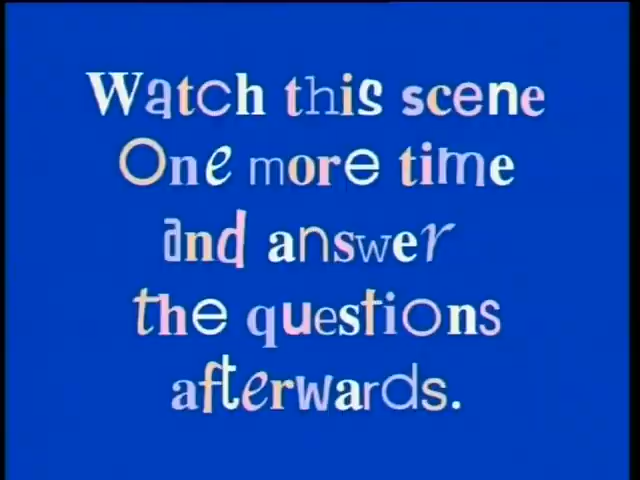 Watch this scene
One more time
and answer
the questions
afterwards.